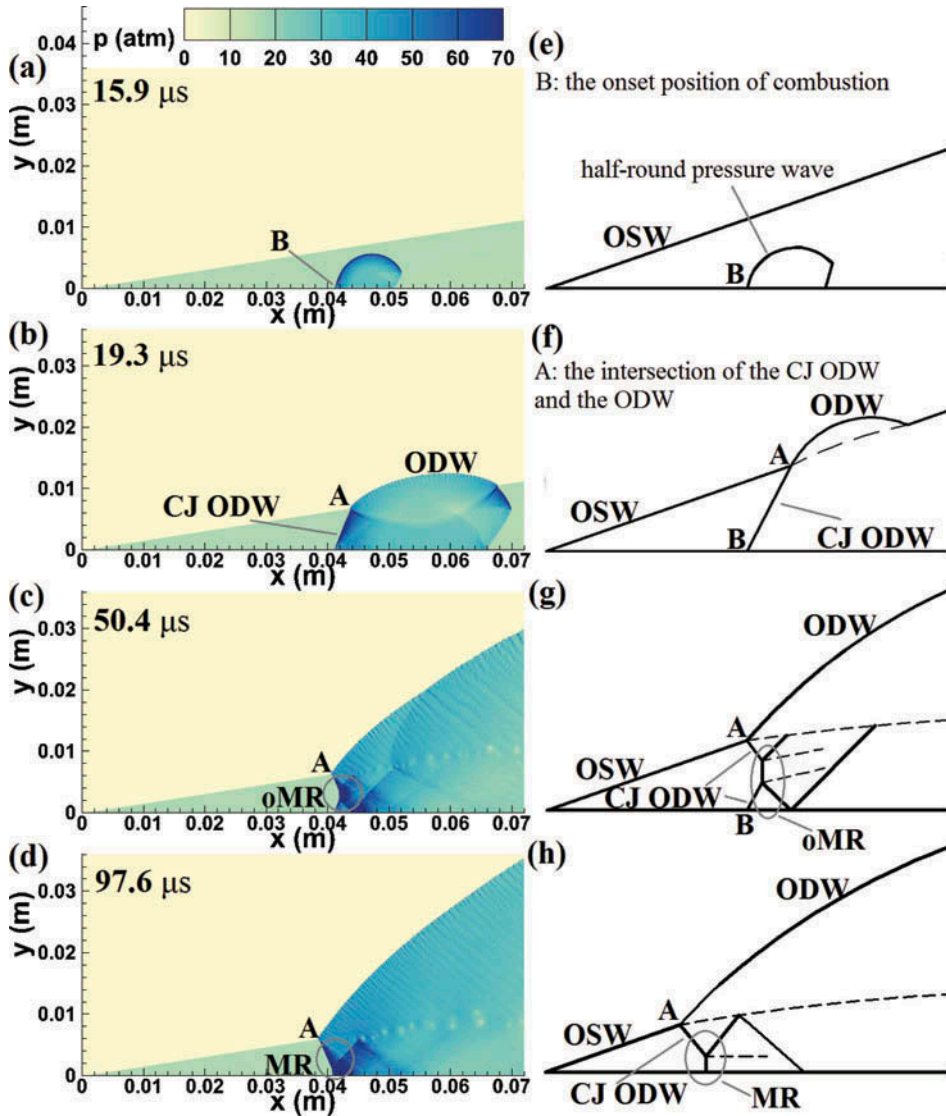 p (atm)
0 10 20 30 40 50 60 70
(a)
15.9 μs
y (m)
0.04
0.03
0.02
0.01
0
B
0 0.01 0.02 0.03 0.04 0.05 0.06 0.07
x (m)
(e)
B: the onset position of combustion
half-round pressure wave
OSW
B
(b)
19.3 μs
y (m)
0.03
0.02
0.01
0
ODW
A
CJ ODW
0 0.01 0.02 0.03 0.04 0.05 0.06 0.07
x (m)
(f)
A: the intersection of the CJ ODW
and the ODW
ODW
A
OSW
B
CJ ODW
(c)
50.4 μs
y (m)
0.03
0.02
0.01
0
A
oMR
0 0.01 0.02 0.03 0.04 0.05 0.06 0.07
x (m)
(g)
ODW
A
OSW
CJ ODW
B
oMR
(d)
97.6 μs
y (m)
0.03
0.02
0.01
0
A
MR
0 0.01 0.02 0.03 0.04 0.05 0.06 0.07
x (m)
(h)
ODW
A
OSW
CJ ODW
MR